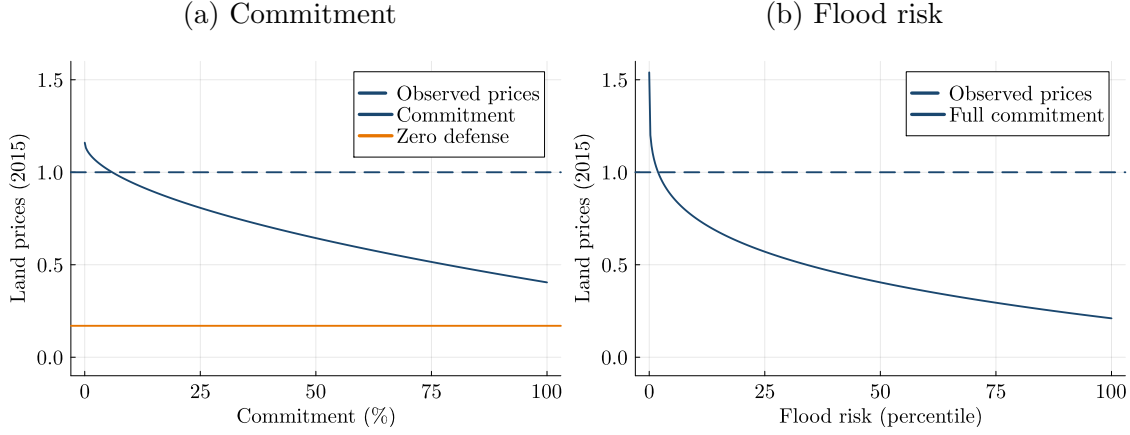 (a) Commitment
Land prices (2015)
1.5
1.0
0.5
0.0
Observed prices
Commitment
Zero defense
0 25 50 75 100
Commitment (%)
(b) Flood risk
Land prices (2015)
1.5
1.0
0.5
0.0
Observed prices
Full commitment
0 25 50 75 100
Flood risk (percentile)